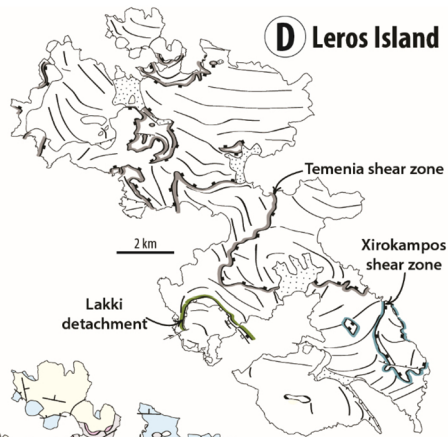 D Leros Island
Temenia shear zone
Xirokampos
shear zone
2 km
Lakki
detachment